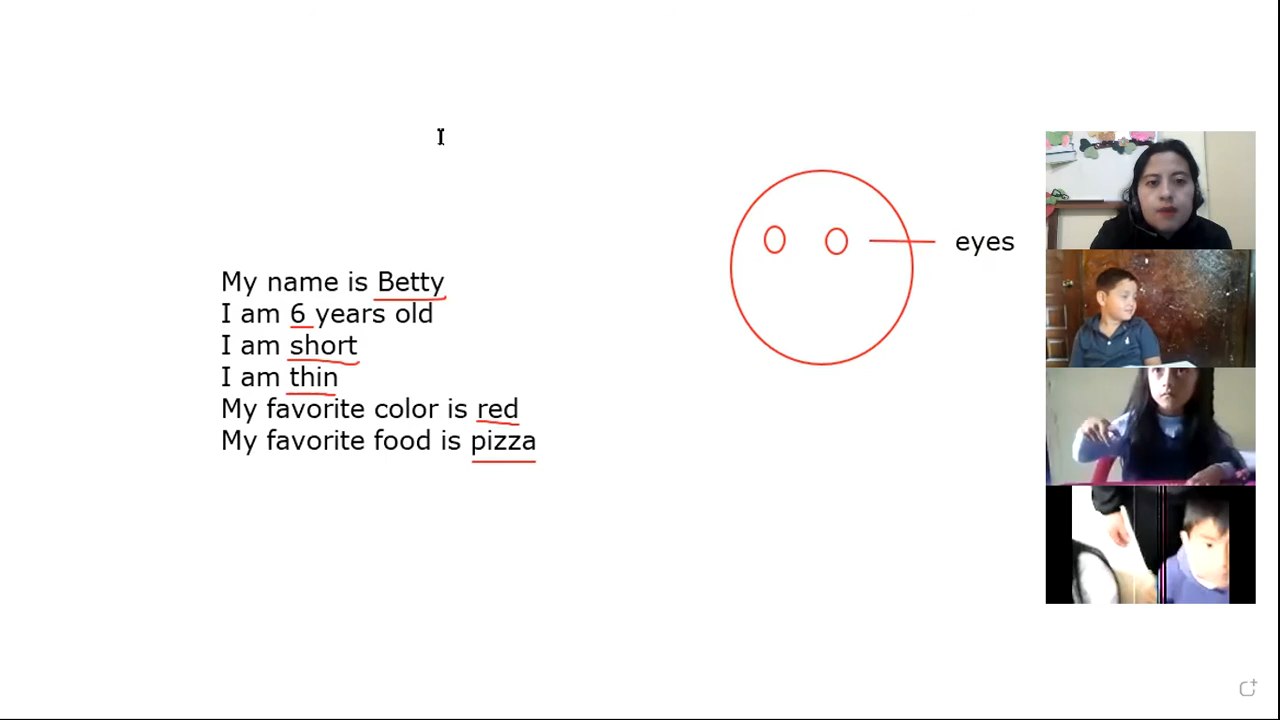 My name is Betty
I am 6 years old
I am short
I am thin
My favorite color is red
My favorite food is pizza
eyes